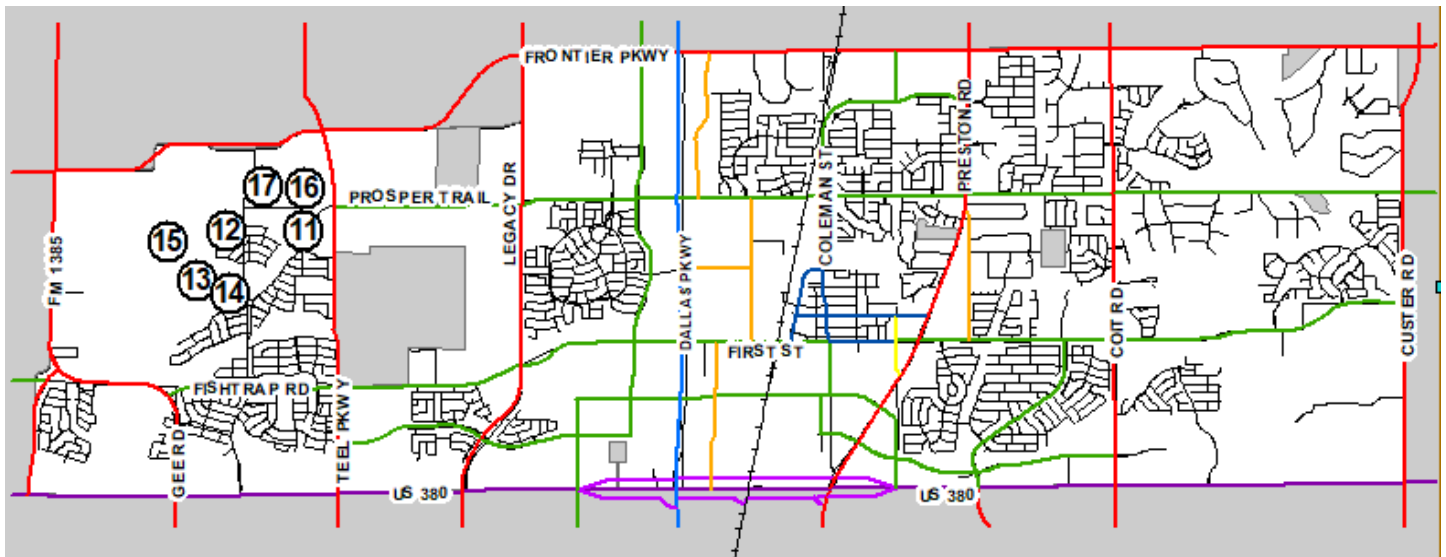 FRONTIER PKWY
17
16
PROSPER TRAIL
LEGACY DR
COLEMAN ST
PRESTON RD
12
11
15
FM 1385
13
14
DALLAS PKWY
COIT RD
CUSTER RD
FIRST ST
FISHTRAP RD
GEE RD
TEEL PKWY
US 380
US 380